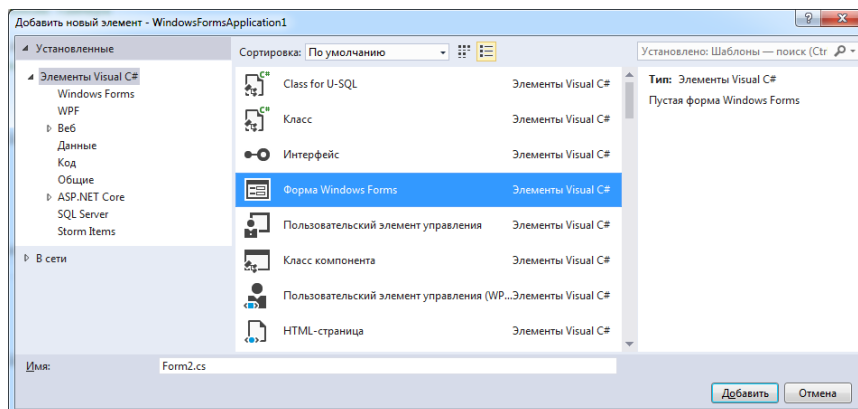 Добавить новый элемент - WindowsFormsApplication1
Установленные
Сортировка: По умолчанию
Установлено: Шаблоны — поиск (Ctr
Элементы Visual C#
Windows Forms
WPF
Веб
Данные
Код
Общие
ASP.NET Core
SQL Server
Storm Items
В сети
Class for U-SQL Элементы Visual C#
Класс Элементы Visual C#
Интерфейс Элементы Visual C#
Форма Windows Forms Элементы Visual C#
Пользовательский элемент управления Элементы Visual C#
Класс компонента Элементы Visual C#
Пользовательский элемент управления (WP...Элементы Visual C#
HTML-страница Элементы Visual C#
Тип: Элементы Visual C#
Пустая форма Windows Forms
Имя: Form2.cs
Добавить Отмена